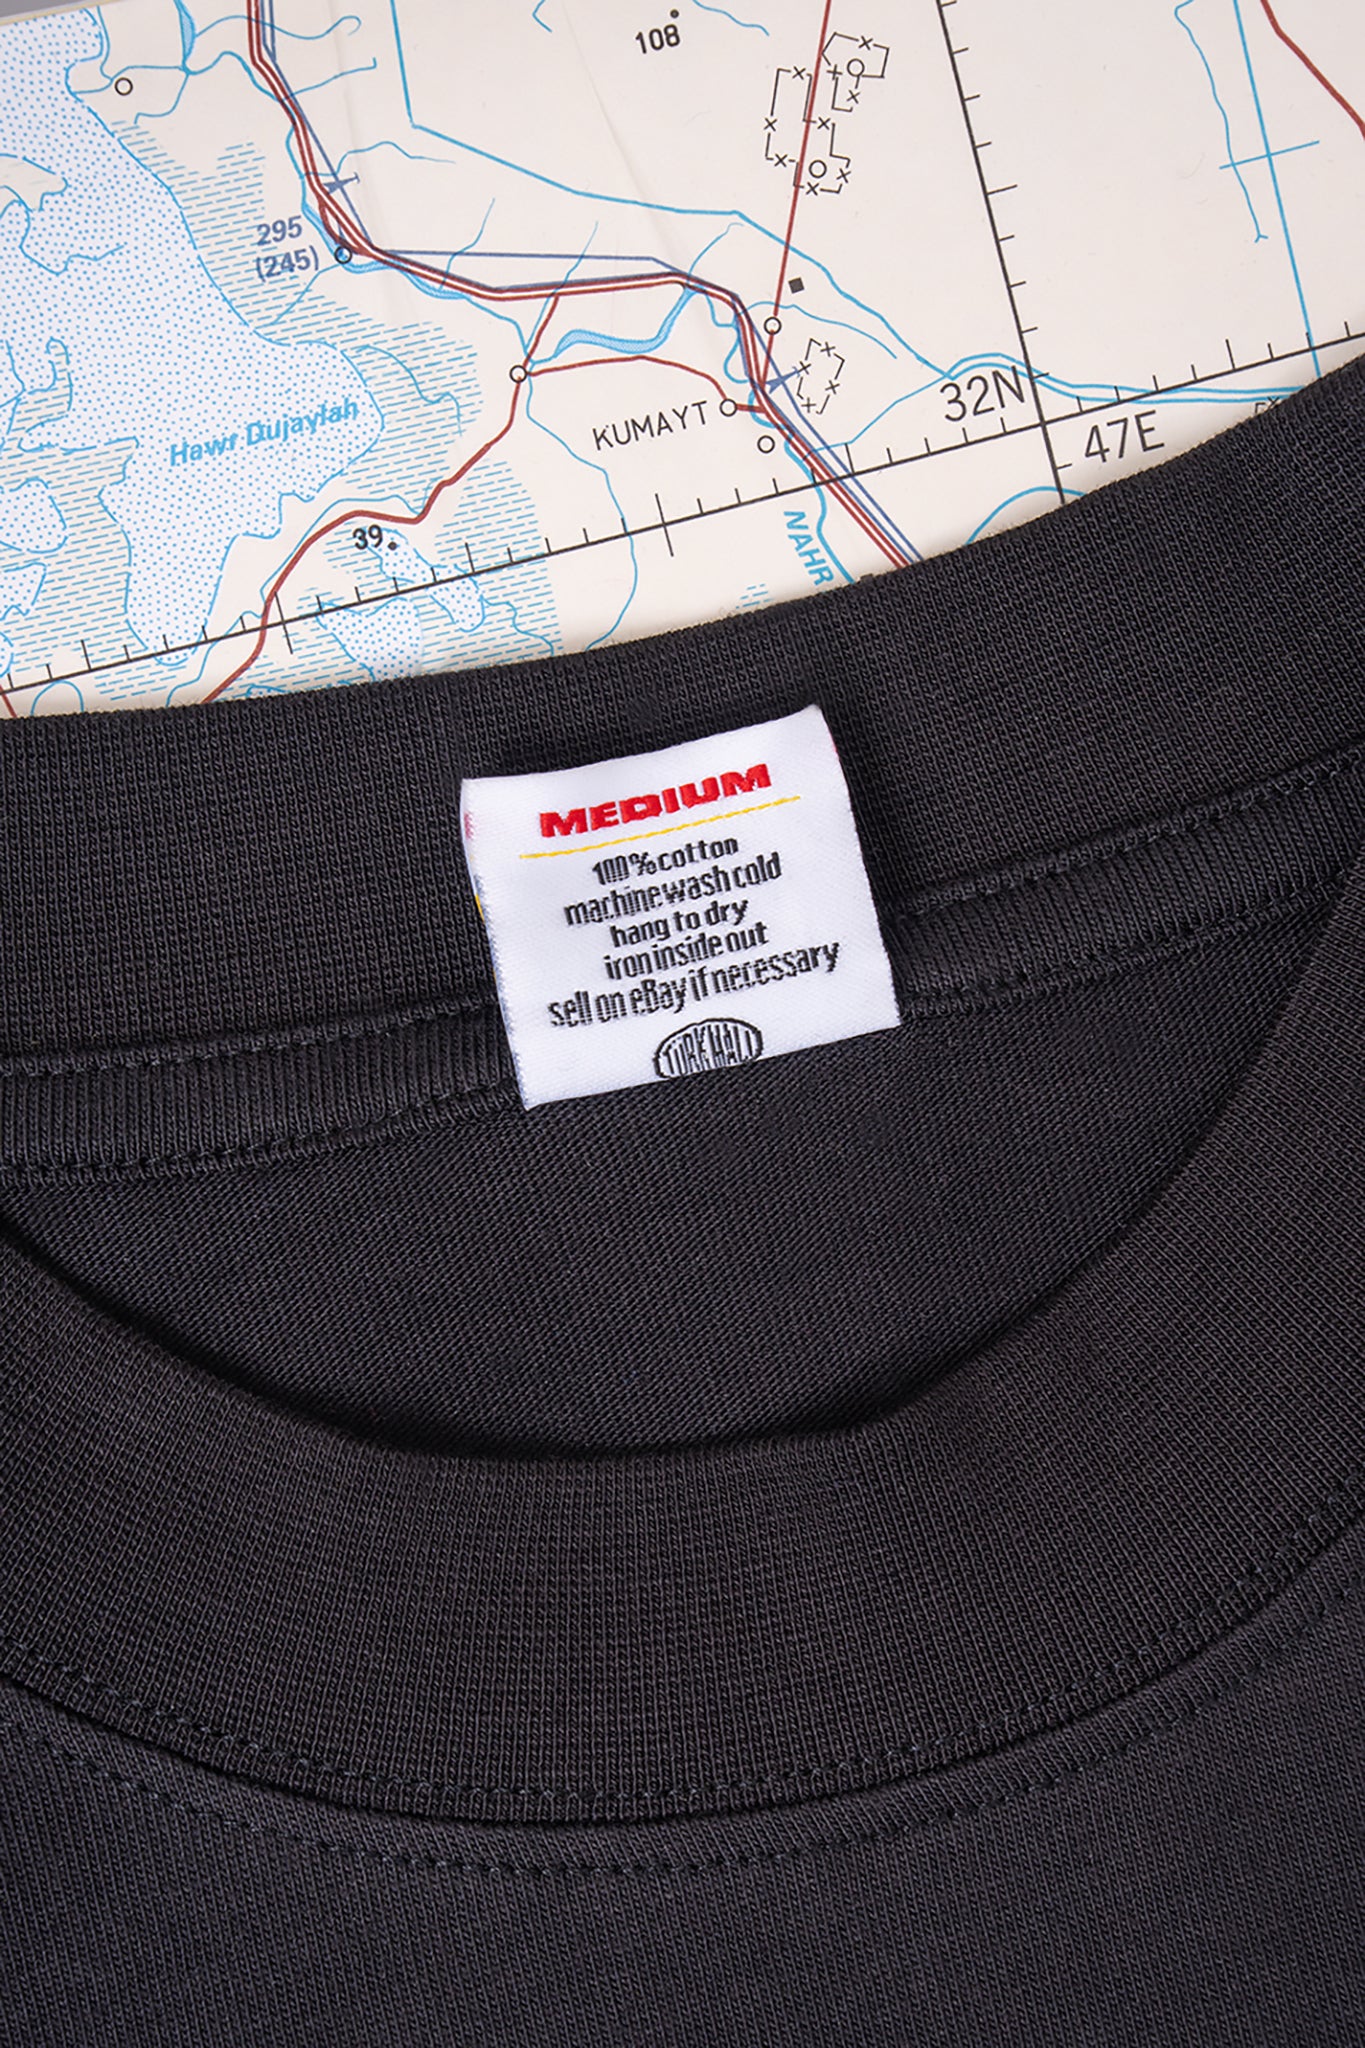 108
295
(245)
Hawr Dujaylah
KUMAYT
32N
47E
39
NAHR
MEDIUM
100% cotton
machine wash cold
hang to dry
iron inside out
sell on eBay if necessary
TURKHALI